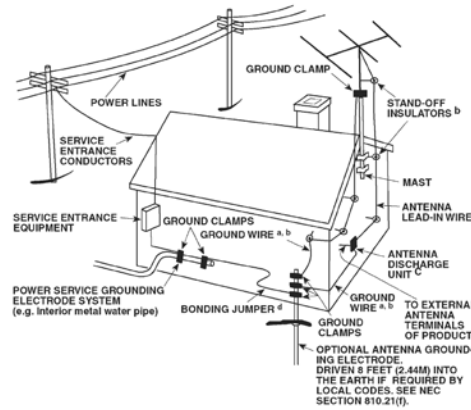 GROUND CLAMP
POWER LINES
STAND-OFF
INSULATORS b
SERVICE
ENTRANCE
CONDUCTORS
MAST
ANTENNA
LEAD-IN WIRE
SERVICE ENTRANCE
EQUIPMENT
GROUND CLAMPS
GROUND WIRE a, b
ANTENNA
DISCHARGE
UNIT C
POWER SERVICE GROUNDING
ELECTRODE SYSTEM
(e.g. Interior metal water pipe)
BONDING JUMPER d
GROUND
WIRE a, b
GROUND
CLAMPS
TO EXTERNA
ANTENNA
TERMINALS
OF PRODUCT
OPTIONAL ANTENNA GROUND-
ING ELECTRODE.
DRIVEN 8 FEET (2.44M) INTO
THE EARTH IF REQUIRED BY
LOCAL CODES. SEE NEC
SECTION 810.21(f).